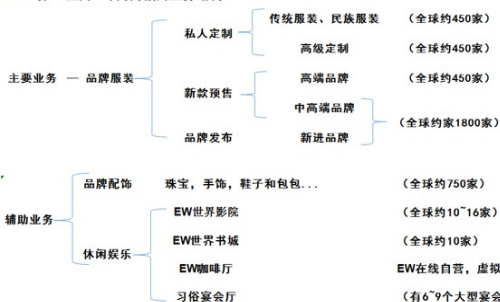 传统服装、民族服装 （全球约450家）
私人定制
高级定制 （全球约450家）
主要业务 — 品牌服装
高端品牌 （全球约450家）
新款预售
中高端品牌
（全球约家1800家）
品牌发布 新进品牌
品牌配饰 珠宝，手饰，鞋子和包包... （全球约750家）
辅助业务
EW世界影院 （全球约10~16家）
休闲娱乐
EW世界书城 （全球约10家）
EW咖啡厅 EW在线自营，虚拟
习俗宴会厅 （有6~9个大型宴会